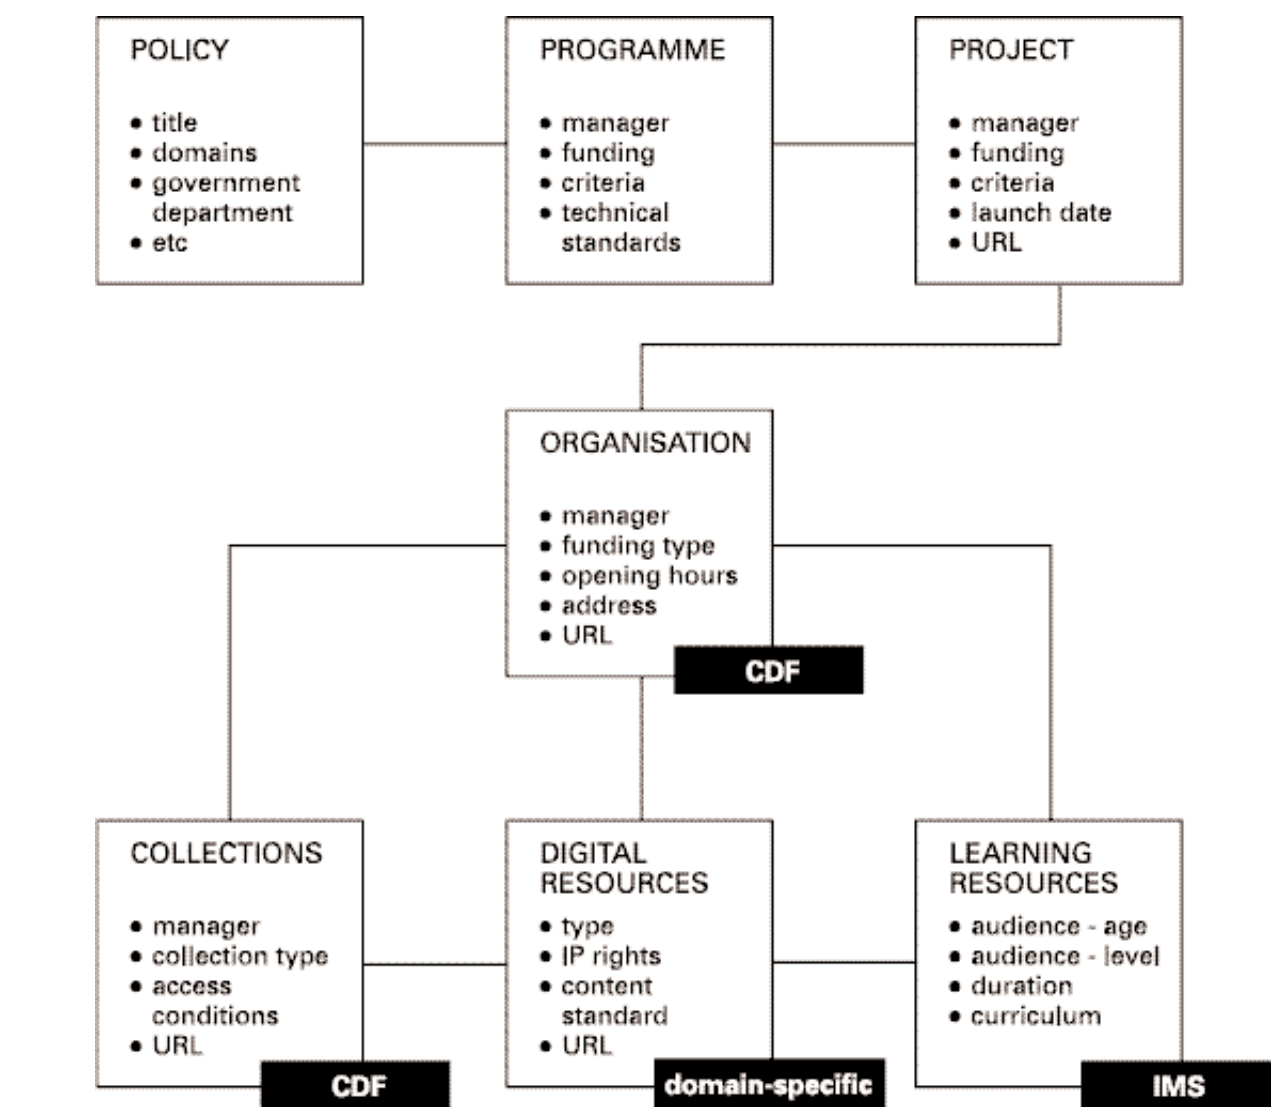 POLICY
• title
• domains
• government
department
• etc
PROGRAMME
• manager
• funding
• criteria
• technical
standards
PROJECT
• manager
• funding
• criteria
• launch date
• URL
ORGANISATION
• manager
• funding type
• opening hours
• address
• URL
CDF
COLLECTIONS
• manager
• collection type
• access
conditions
• URL
CDF
DIGITAL
RESOURCES
• type
• IP rights
• content
standard
• URL
domain-specific
LEARNING
RESOURCES
• audience - age
• audience - level
• duration
• curriculum
IMS